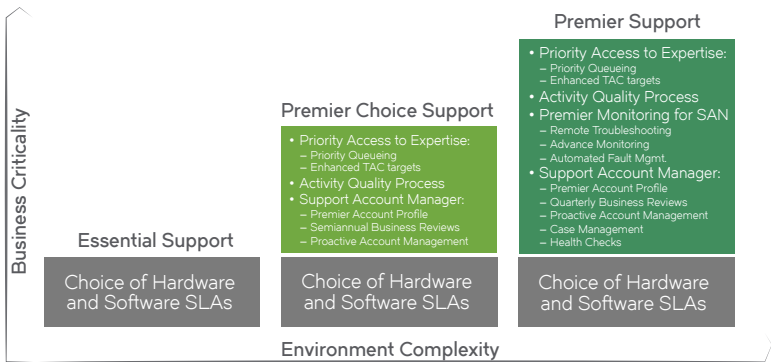 Business Criticality
Essential Support
Choice of Hardware
and Software SLAs
Premier Choice Support
• Priority Access to Expertise:
– Priority Queueing
– Enhanced TAC targets
• Activity Quality Process
• Support Account Manager:
– Premier Account Profile
– Semiannual Business Reviews
– Proactive Account Management
Choice of Hardware
and Software SLAs
Premier Support
• Priority Access to Expertise:
– Priority Queueing
– Enhanced TAC targets
• Activity Quality Process
• Premier Monitoring for SAN
– Remote Troubleshooting
– Advance Monitoring
– Automated Fault Mgmt.
• Support Account Manager:
– Premier Account Profile
– Quarterly Business Reviews
– Proactive Account Management
– Case Management
– Health Checks
Choice of Hardware
and Software SLAs
Environment Complexity